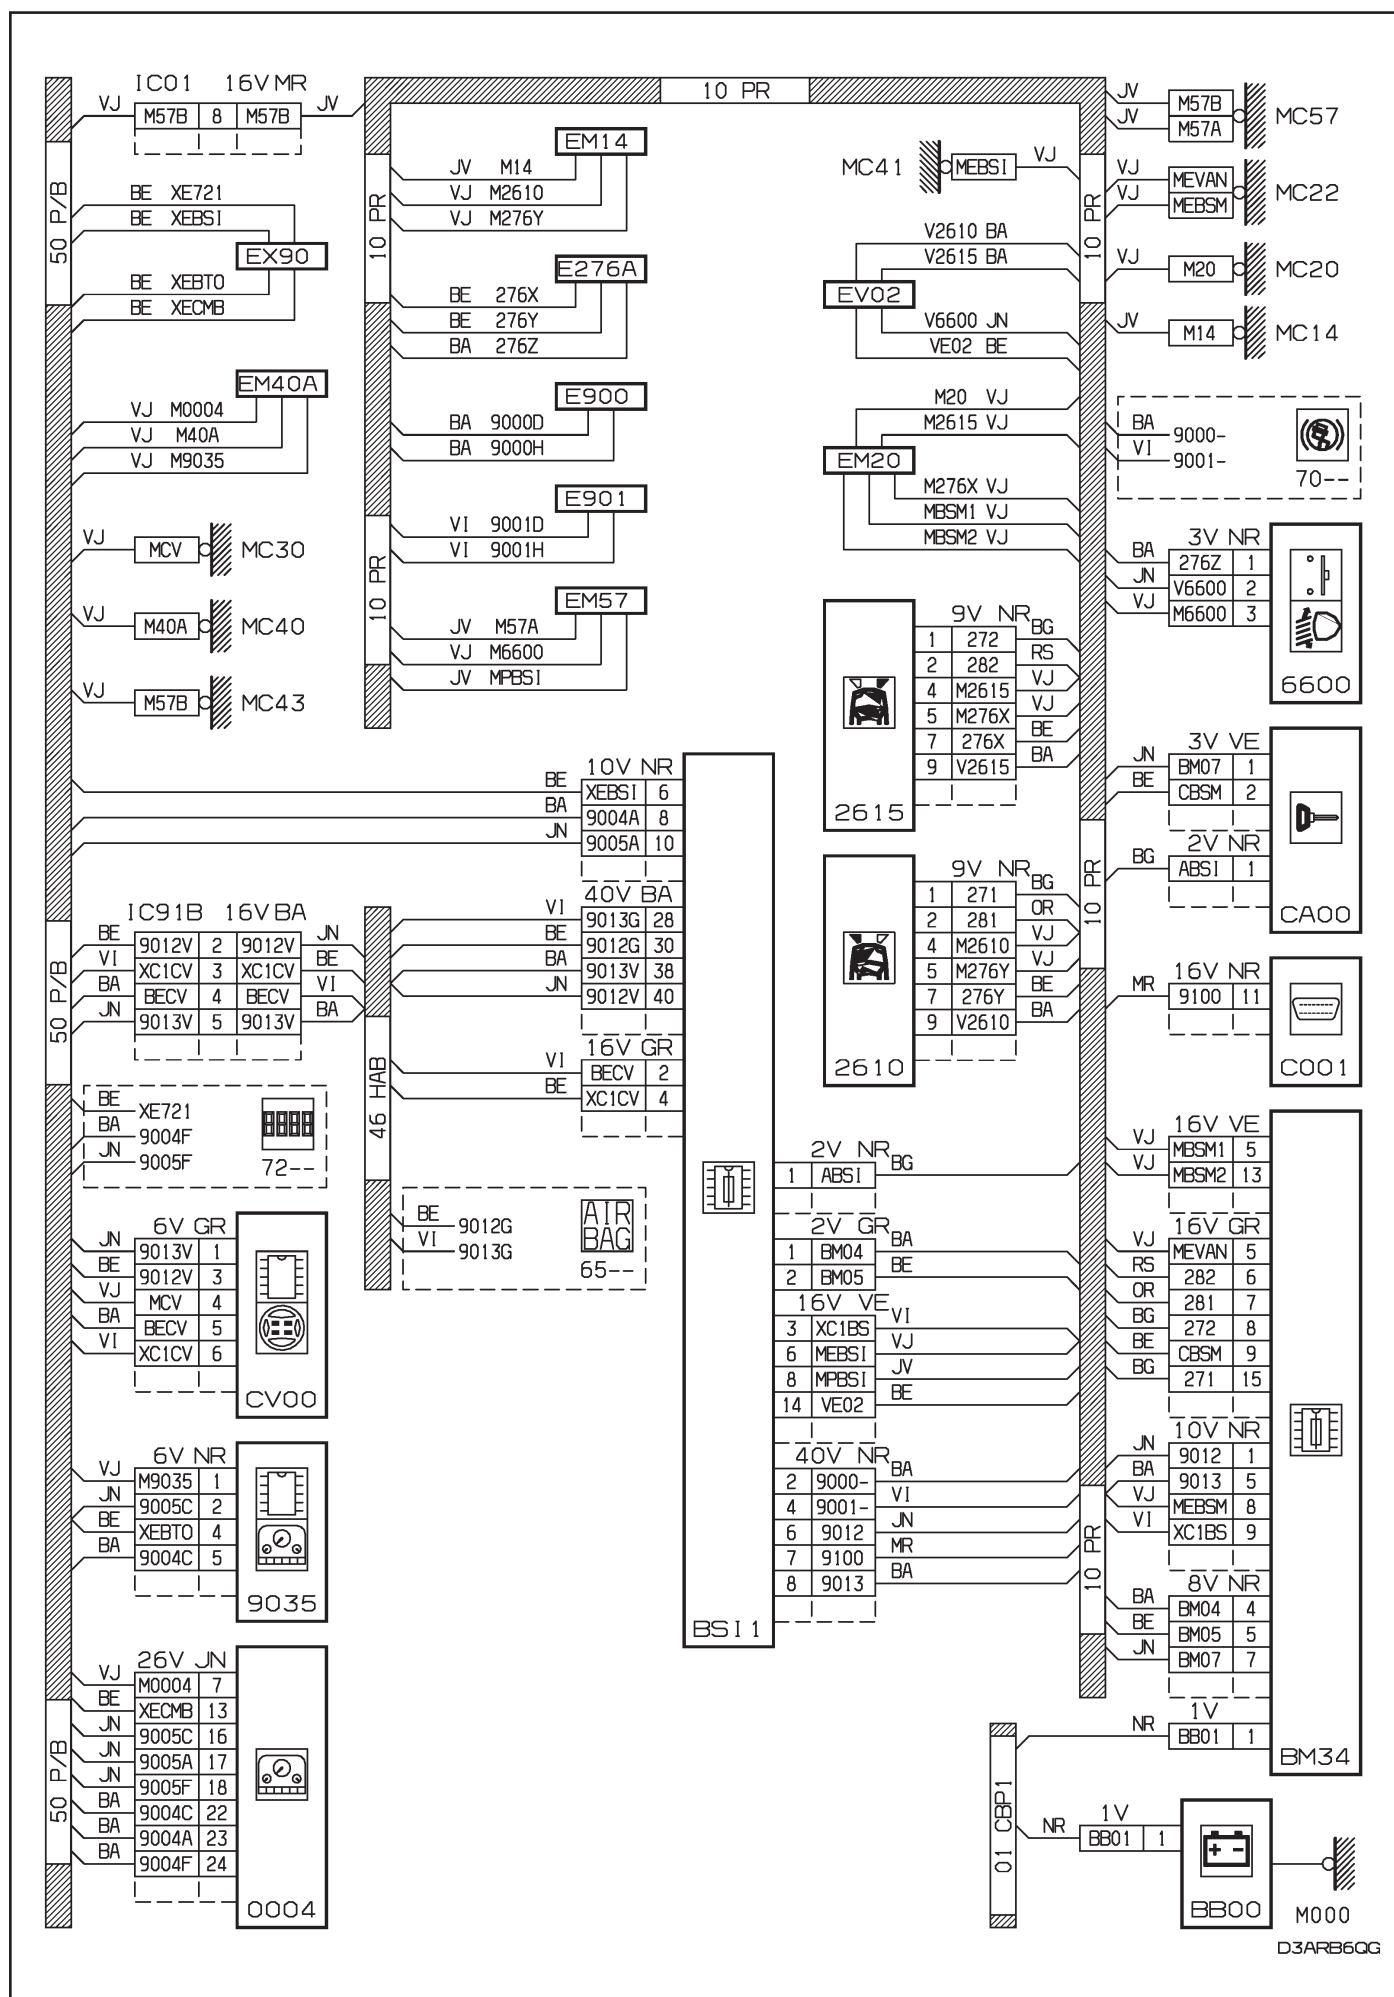 IC01 16V MR
VJ M57B 8 M57B JV
50 P/B
BE XE721
BE XEBSI
EX90
BE XEBTO
BE XECMB
EM40A
VJ M0004
VJ M40A
VJ M9035
VJ MCV MC30
VJ M40A MC40
VJ M57B MC43
10 PR
10 PR
EM14
JV M14
VJ M2610
VJ M276Y
E276A
BE 276X
BE 276Y
BA 276Z
E900
BA 9000D
BA 9000H
E901
VI 9001D
VI 9001H
10 PR
EM57
JV M57A
VJ M6600
JV MPBSI
MC41 MEBSI VJ
10 PR
V2610 BA
V2615 BA
EV02
V6600 JN
VE02 BE
M20 VJ
M2615 VJ
EM20
M276X VJ
MBSM1 VJ
MBSM2 VJ
JV M57B
JV M57A
MC57
VJ MEVAN
VJ MEBSM
MC22
VJ M20 MC20
JV M14 MC14
BA 9000-
VI 9001-
70--
3V NR
BA 276Z 1
JN V6600 2
VJ M6600 3
6600
9V NR
1 272 BG
2 282 RS
4 M2615 VJ
5 M276X VJ
7 276X BE
9 V2615 BA
2615
3V VE
JN BM07 1
BE CBSM 2
2V NR
BG ABSI 1
CA00
10 PR
9V NR
1 271 BG
2 281 OR
4 M2610 VJ
5 M276Y VJ
7 276Y BE
9 V2610 BA
2610
16V NR
MR 9100 11
C001
10V NR
BE XEBSI 6
BA 9004A 8
JN 9005A 10
40V BA
VI 9013G 28
BE 9012G 30
BA 9013V 38
JN 9012V 40
16V GR
VI BECV 2
BE XC1CV 4
IC91B 16V BA
BE 9012V 2 9012V JN
VI XC1CV 3 XC1CV BE
BA BECV 4 BECV VI
JN 9013V 5 9013V BA
50 P/B
46 HAB
BE XE721
BA 9004F
JN 9005F
72--
BE 9012G
VI 9013G
AIR
BAG
65--
6V GR
JN 9013V 1
BE 9012V 3
VJ MCV 4
BA BECV 5
VI XC1CV 6
CV00
6V NR
VJ M9035 1
JN 9005C 2
BE XEBTO 4
BA 9004C 5
9035
26V JN
VJ M0004 7
BE XECMB 13
JN 9005C 16
JN 9005A 17
JN 9005F 18
BA 9004C 22
BA 9004A 23
BA 9004F 24
0004
50 P/B
2V NR
1 ABSI BG
2V GR
1 BM04 BA
2 BM05 BE
16V VE
3 XC1BS VI
6 MEBSI VJ
8 MPBSI JV
14 VE02 BE
40V NR
2 9000- BA
4 9001- VI
6 9012 JN
7 9100 MR
8 9013 BA
BSI1
10 PR
16V VE
VJ MBSM1 5
VJ MBSM2 13
16V GR
VJ MEVAN 5
RS 282 6
OR 281 7
BG 272 8
BE CBSM 9
BG 271 15
10V NR
JN 9012 1
BA 9013 5
VJ MEBSM 8
VI XC1BS 9
8V NR
BA BM04 4
BE BM05 5
JN BM07 7
1V
NR BB01 1
BM34
01 CBP1
1V
NR BB01 1
+ -
BB00
M000
D3ARB6QG